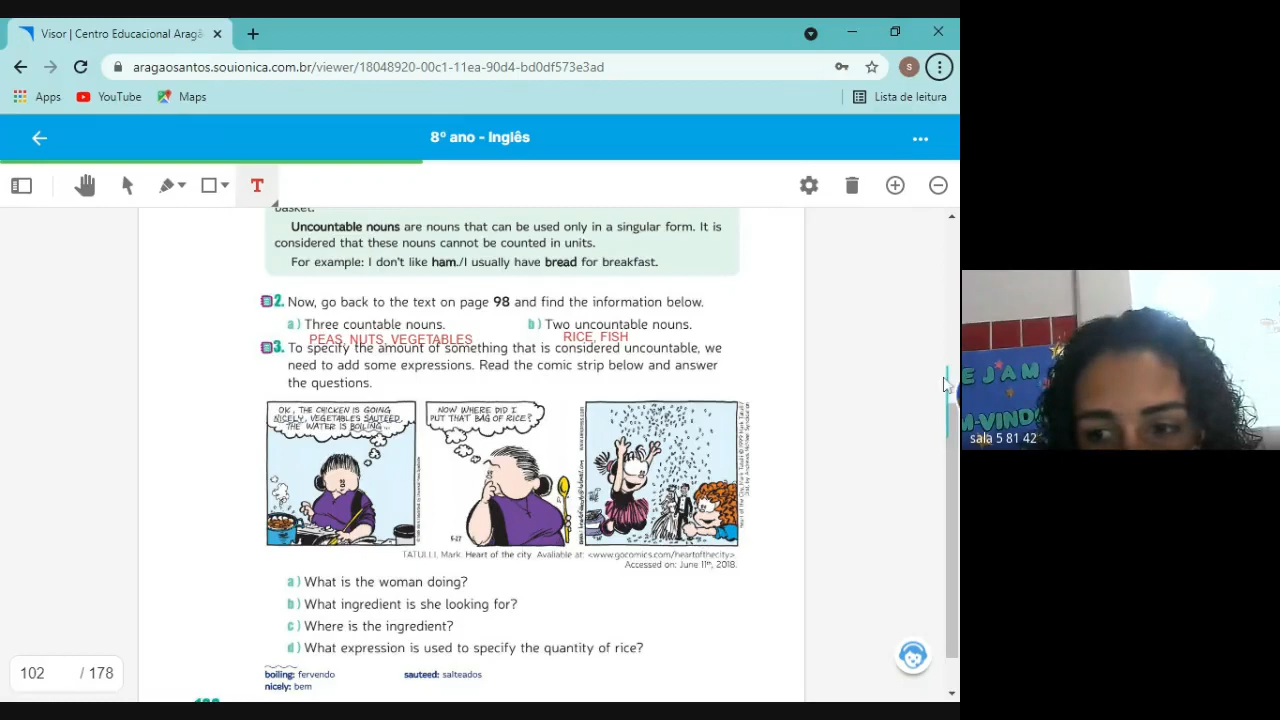 Visor | Centro Educacional Aragã
aragaosantos.souionica.com.br/viewer/18048920-00c1-11ea-90d4-bd0df573e3ad
S
Apps
YouTube
Maps
Lista de leitura
8º ano - Inglês
T
basket.
Uncountable nouns are nouns that can be used only in a singular form. It is
considered that these nouns cannot be counted in units.
For example: I don't like ham./I usually have bread for breakfast.
2. Now, go back to the text on page 98 and find the information below.
a) Three countable nouns.
b) Two uncountable nouns.
PEAS, NUTS, VEGETABLES
RICE, FISH
3. To specify the amount of something that is considered uncountable, we
need to add some expressions. Read the comic strip below and answer
the questions.
OK, THE CHICKEN IS GOING
NICELY, VEGETABLES SAUTEED,
THE WATER IS BOILING...
NOW WHERE DID I
PUT THAT BAG OF RICE?
5-27
TATULLI, Mark. Heart of the city. Available at: <www.gocomics.com/heartofthecity>
Accessed on: June 11th, 2018.
a) What is the woman doing?
b) What ingredient is she looking for?
c) Where is the ingredient?
d) What expression is used to specify the quantity of rice?
boiling: fervendo
sauteed: salteados
nicely: bem
102 / 178
E JAM
M-VIND
sala 5 81 42